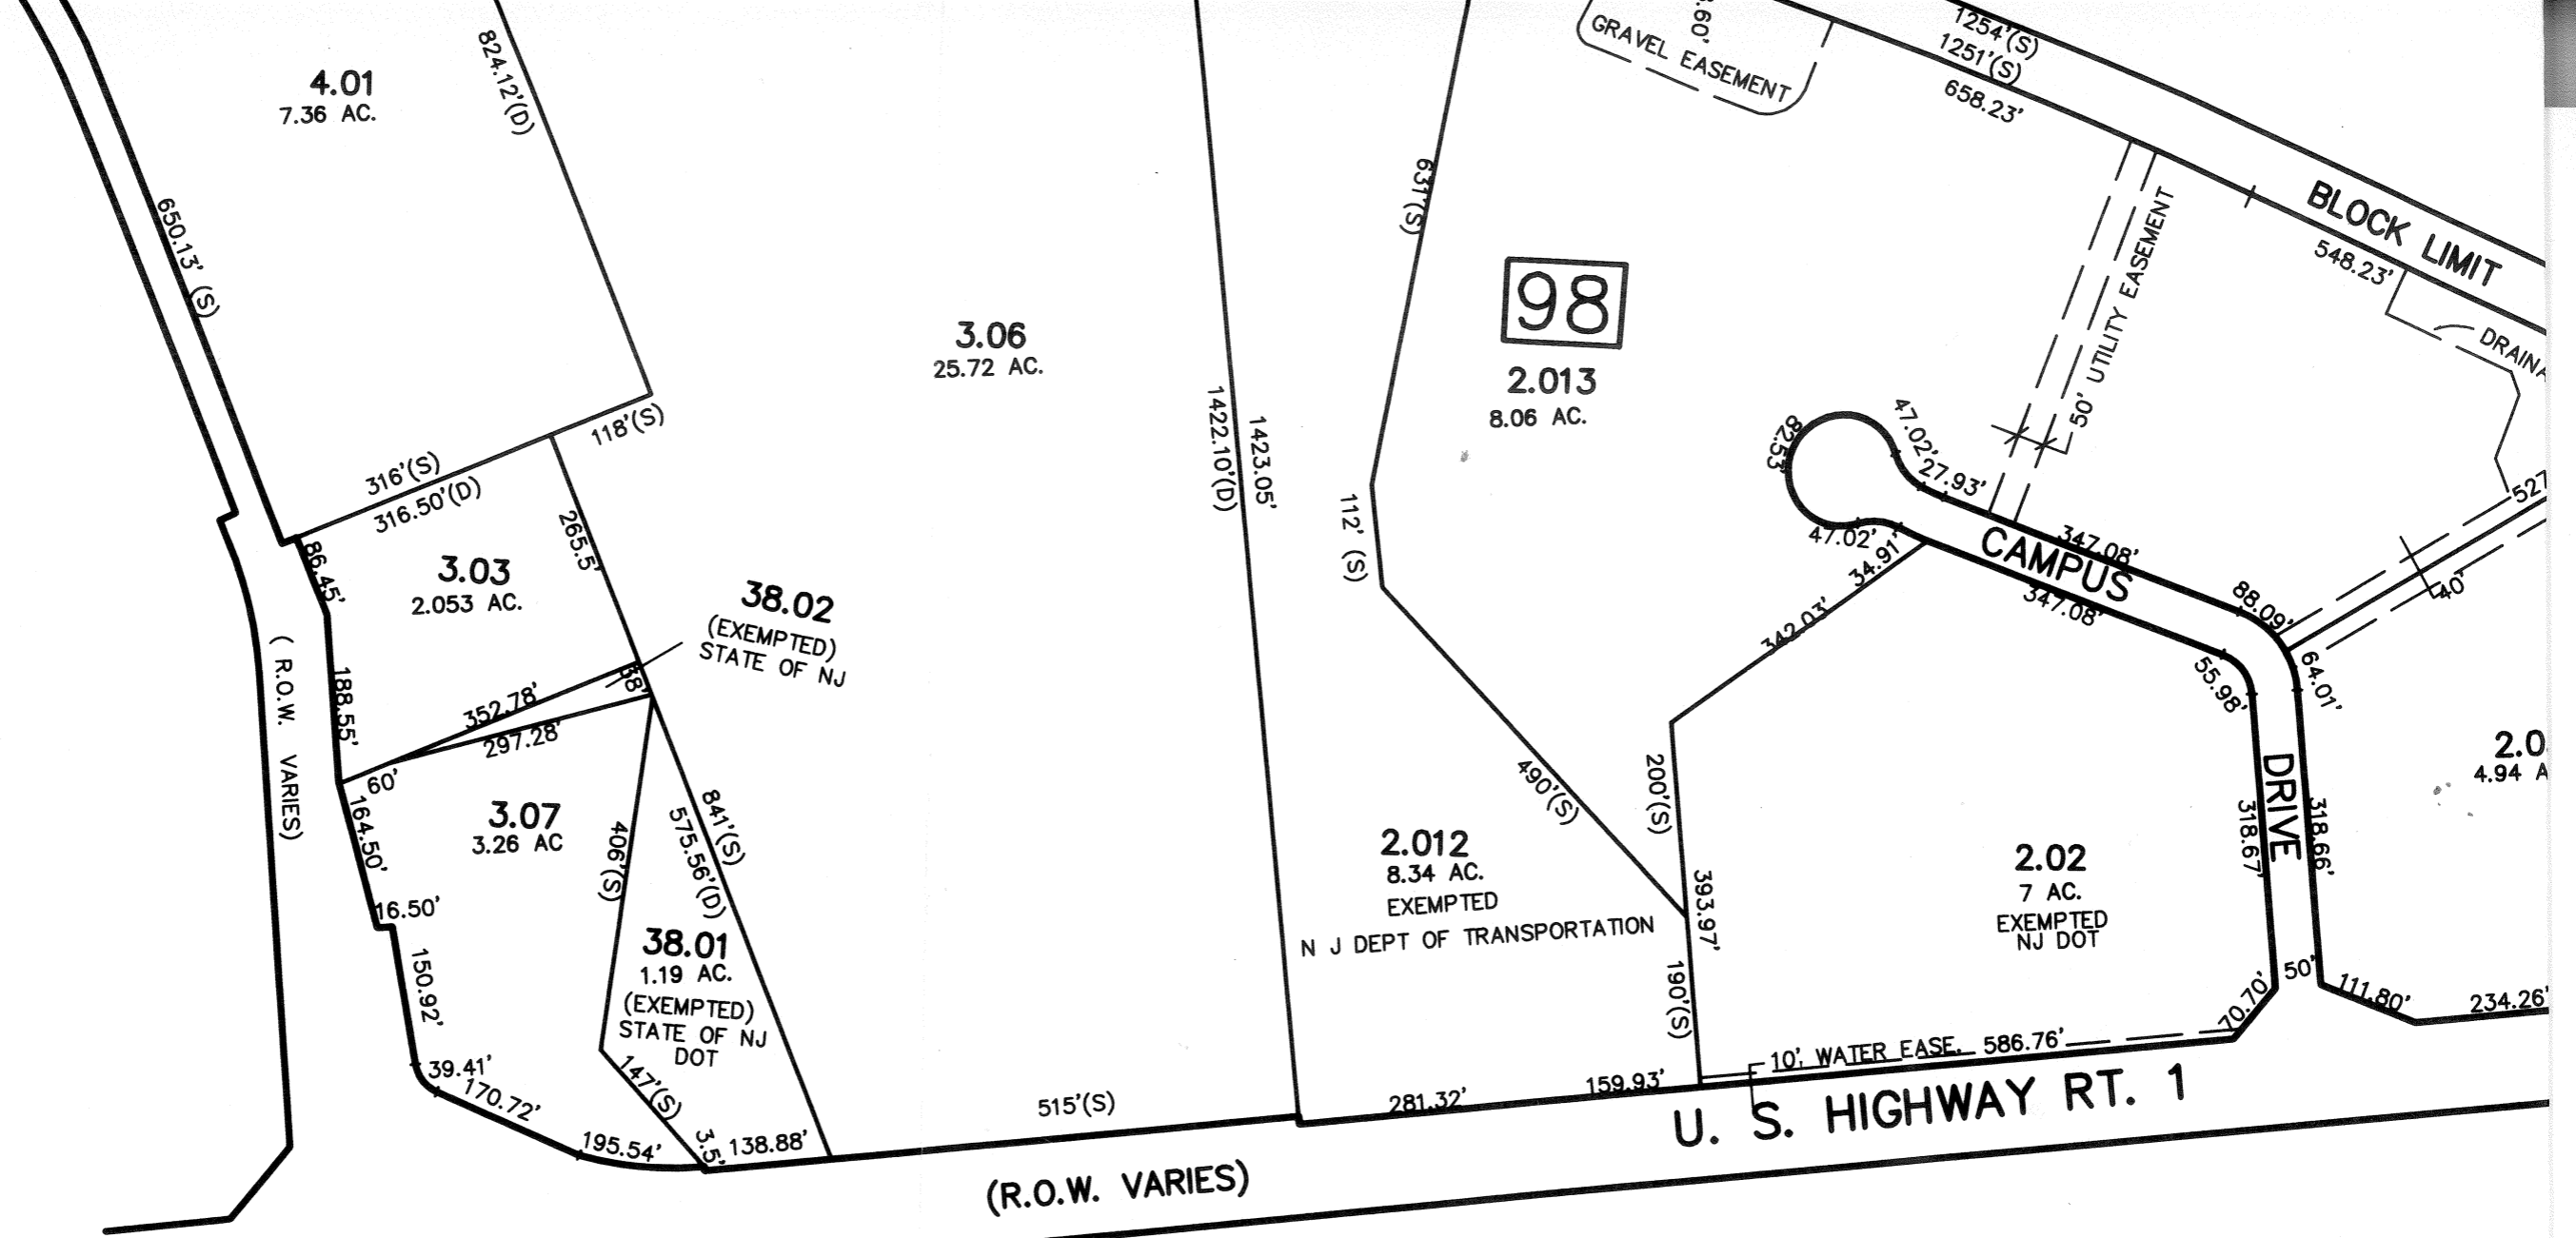 1254'(S)
1251'(S)
658.23'
GRAVEL EASEMENT
824.12'(D)
4.01
7.36 AC.
650.13' (S)
631'(S)
BLOCK LIMIT
548.23'
50' UTILITY EASEMENT
98
3.06
25.72 AC.
2.013
8.06 AC.
118'(S)
316'(S)
316.50'(D)
1422.10'(D)
1423.05'
112' (S)
82.53'
47.02'
27.93'
47.02'
34.91'
347.08'
CAMPUS
347.08'
40'
86.45'
265.5'
3.03
2.053 AC.
38.02
(EXEMPTED)
STATE OF NJ
342.03'
88.09'
64.01'
55.98'
( R.O.W. VARIES)
188.55'
352.78'
38'
297.28'
60'
490'(S)
200'(S)
DRIVE
318.67'
318.66'
164.50'
3.07
3.26 AC
406'(S)
841'(S)
575.56'(D)
2.012
8.34 AC.
EXEMPTED
N J DEPT OF TRANSPORTATION
393.97'
190'(S)
2.02
7 AC.
EXEMPTED
NJ DOT
16.50'
150.92'
38.01
1.19 AC.
(EXEMPTED)
STATE OF NJ
DOT
50'
70.70'
111.80'
234.26'
39.41'
170.72'
195.54'
147'(S)
3.5'
138.88'
515'(S)
281.32'
159.93'
10' WATER EASE. 586.76'
U. S. HIGHWAY RT. 1
(R.O.W. VARIES)